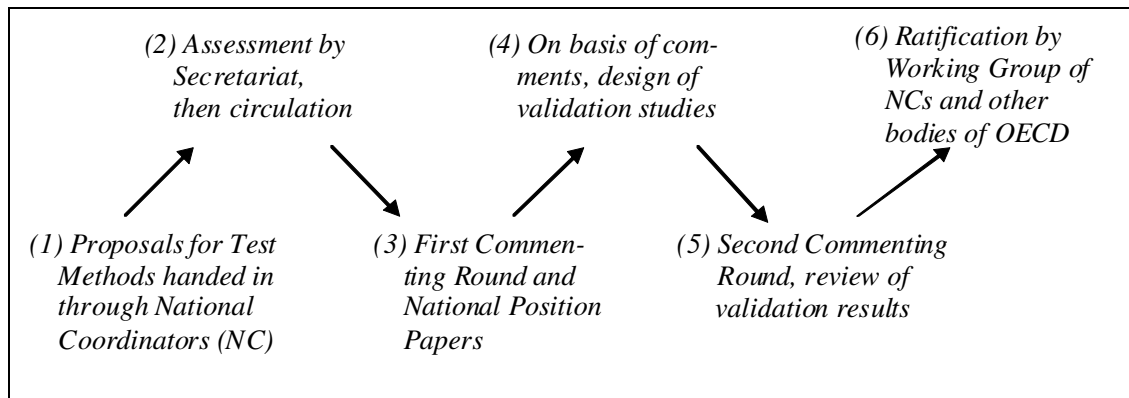 (2) Assessment by
Secretariat,
then circulation
(4) On basis of com-
ments, design of
validation studies
(6) Ratification by
Working Group of
NCs and other
bodies of OECD
(1) Proposals for Test
Methods handed in
through National
Coordinators (NC)
(3) First Commen-
ting Round and
National Position
Papers
(5) Second Commenting
Round, review of
validation results